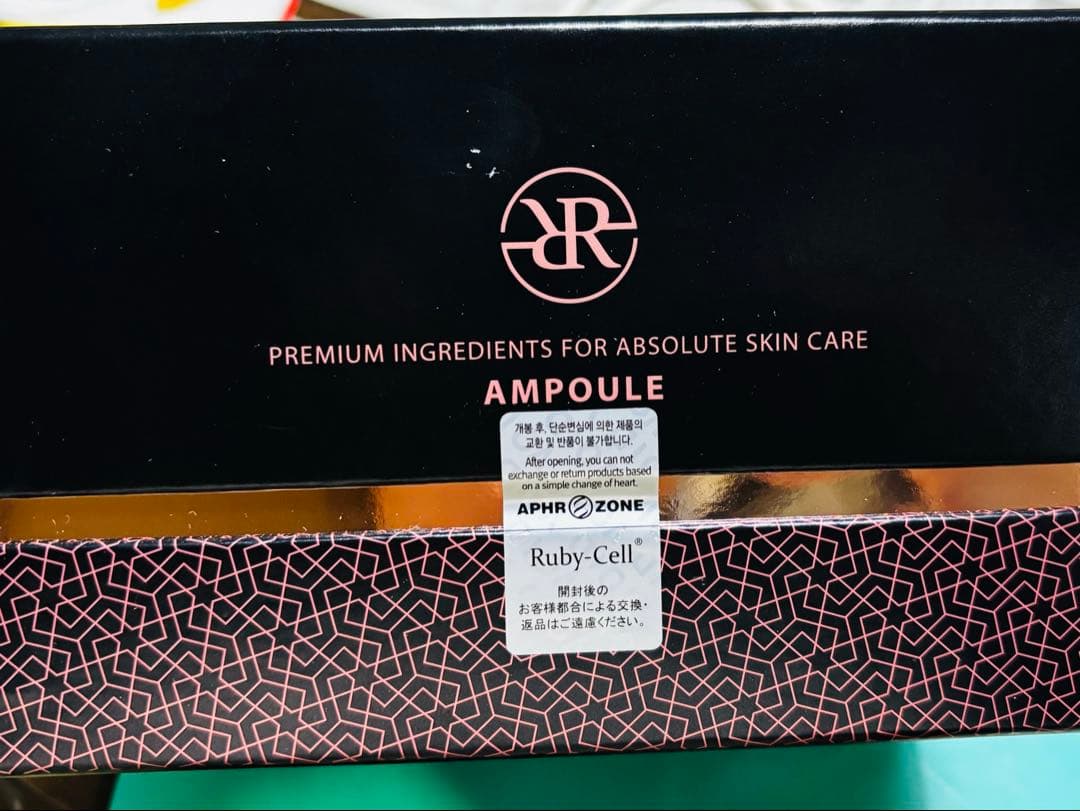 RR
PREMIUM INGREDIENTS FOR ABSOLUTE SKIN CARE
AMPOULE
개봉 후, 단순변심에 의한 제품의
교환 및 반품이 불가합니다.
After opening, you can not
exchange or return products based
on a simple change of heart.
APHROZONE
Ruby-Cell®
開封後の
お客様都合による交換・
返品はご遠慮ください。